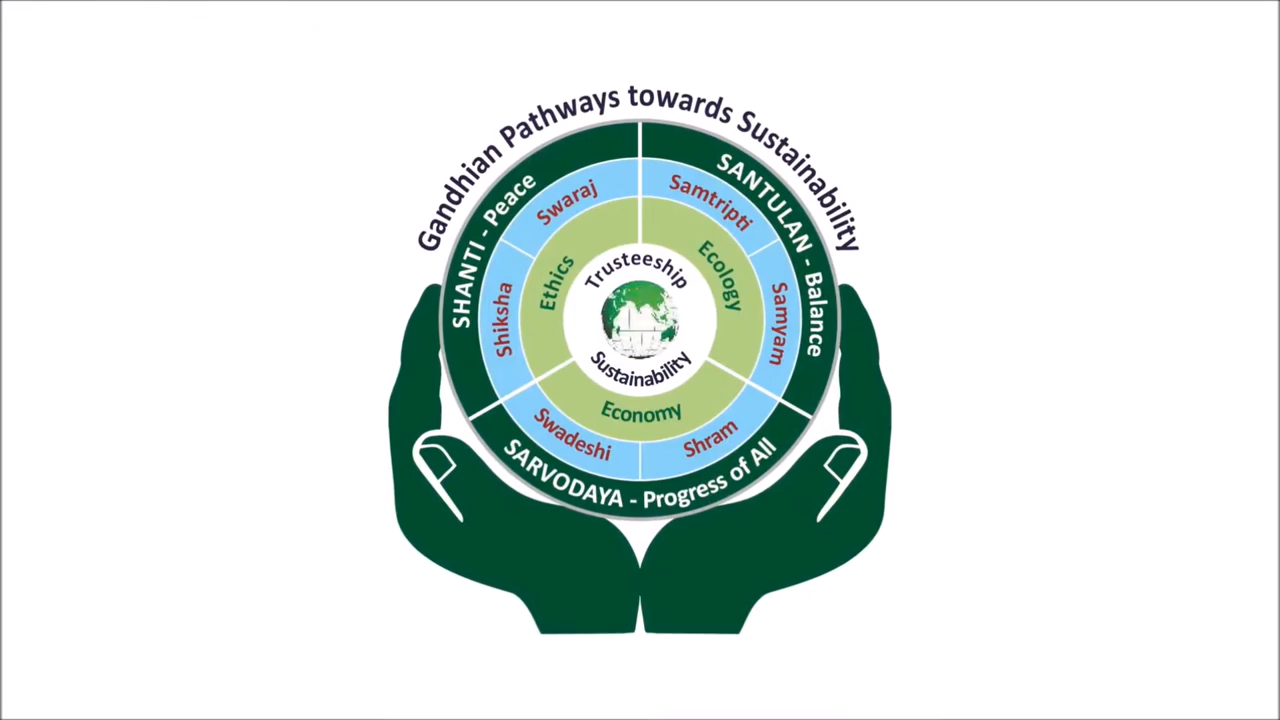 Gandhian Pathways towards Sustainability
SHANTI - Peace
SANTULAN - Balance
SARVODAYA - Progress of All
Swaraj
Samtripti
Samyam
Shram
Swadeshi
Shiksha
Ethics
Ecology
Economy
Trusteeship
Sustainability